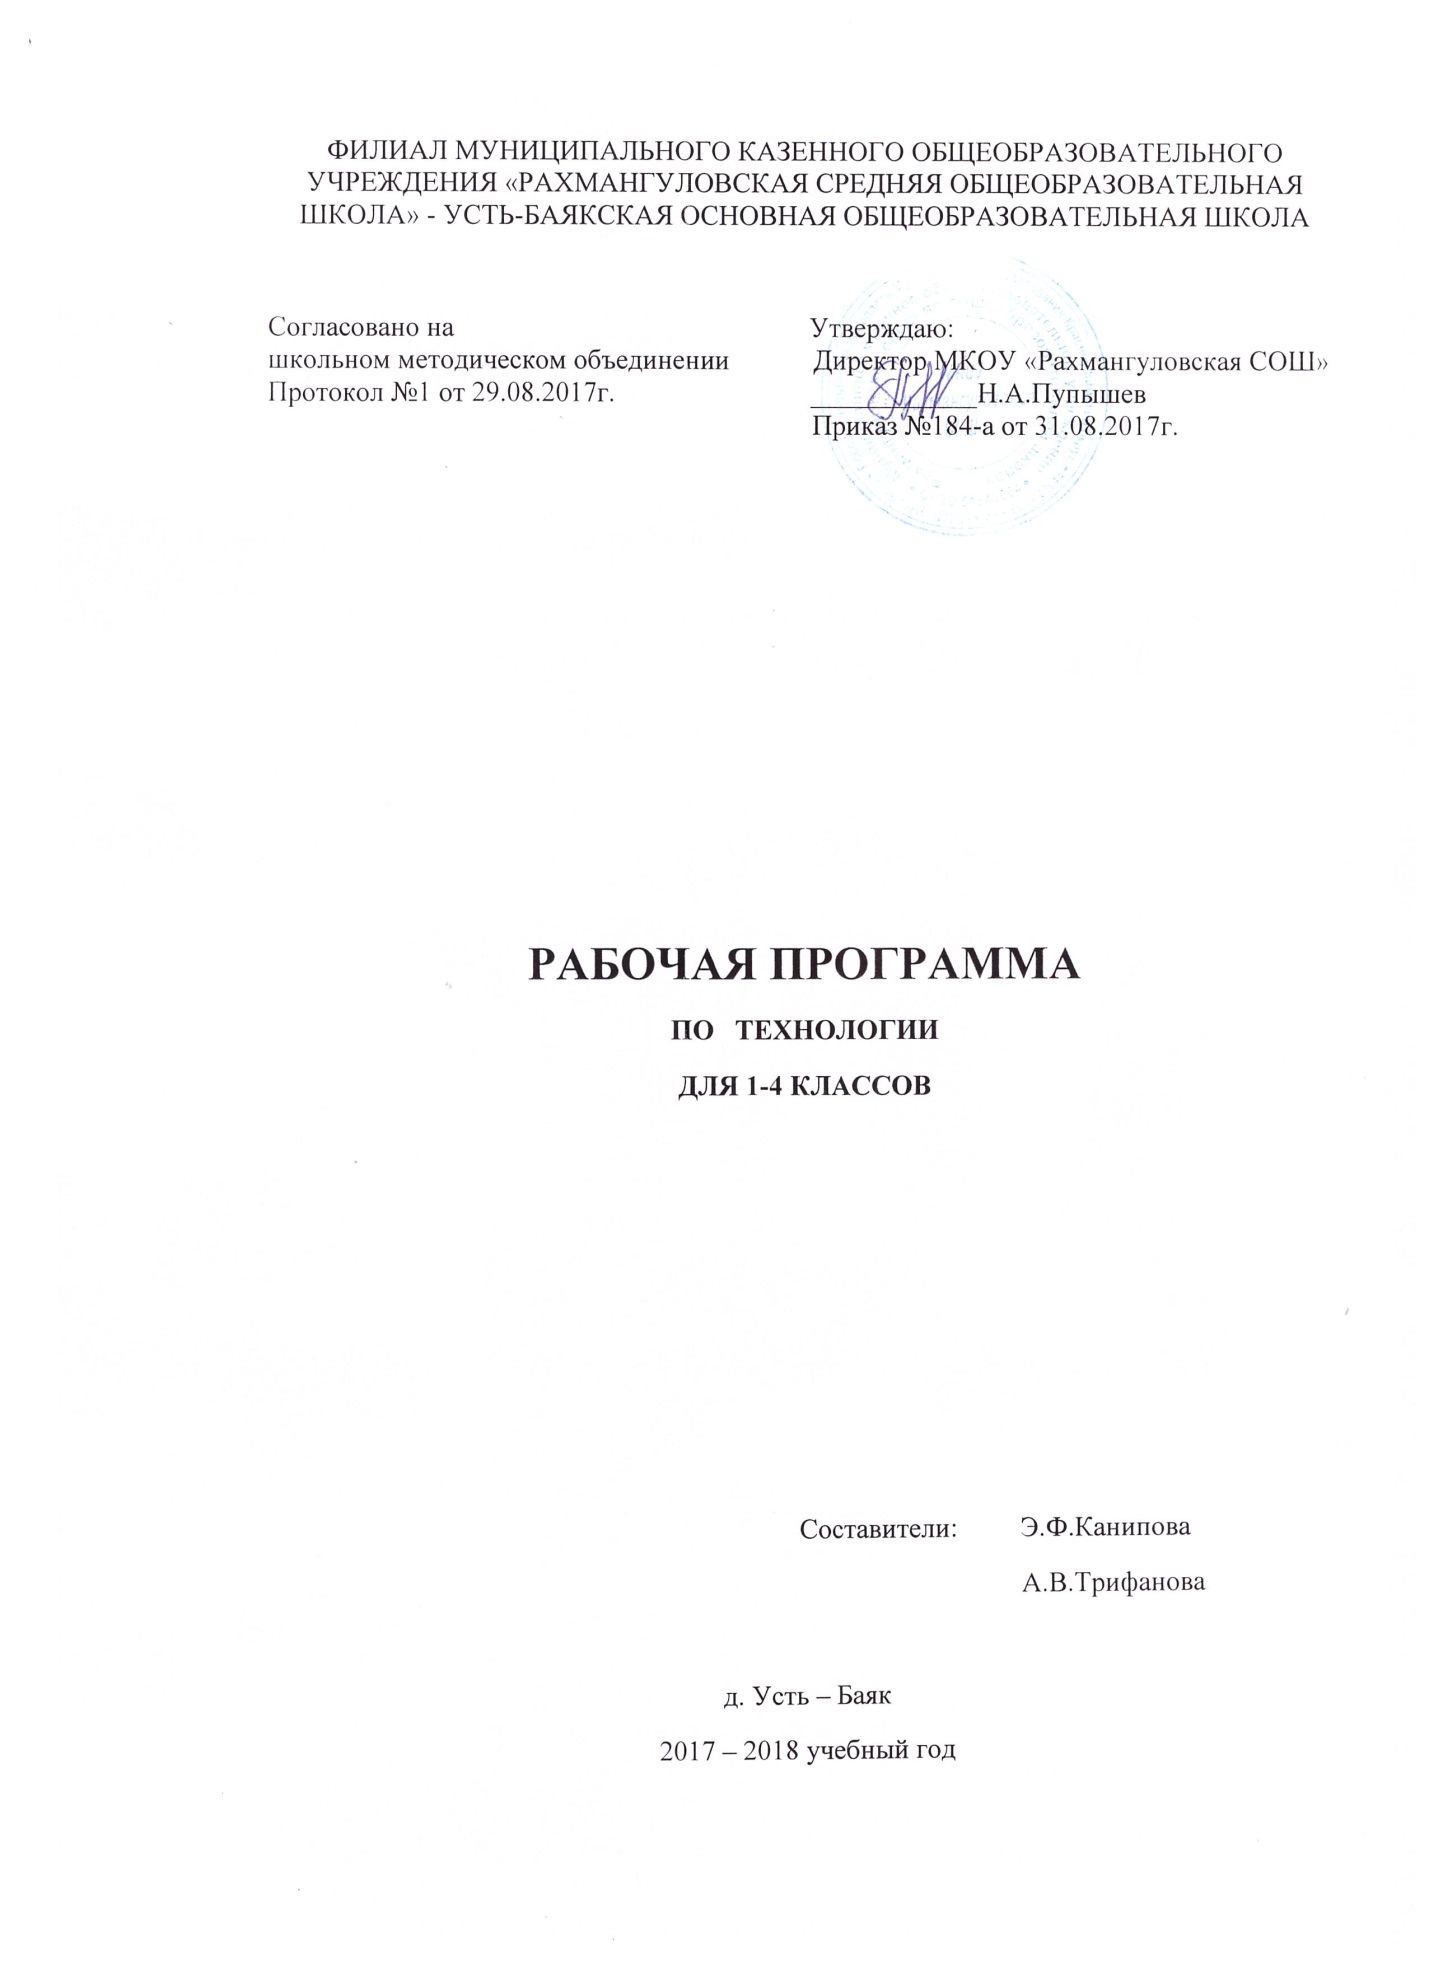 ФИЛИАЛ МУНИЦИПАЛЬНОГО КАЗЕННОГО ОБЩЕОБРАЗОВАТЕЛЬНОГО
УЧРЕЖДЕНИЯ «РАХМАНГУЛОВСКАЯ СРЕДНЯЯ ОБЩЕОБРАЗОВАТЕЛЬНАЯ
ШКОЛА» - УСТЬ-БАЯКСКАЯ ОСНОВНАЯ ОБЩЕОБРАЗОВАТЕЛЬНАЯ ШКОЛА
Согласовано на
школьном методическом объединении
Протокол №1 от 29.08.2017г.
Утверждаю:
Директор МКОУ «Рахмангуловская СОШ»
____________Н.А.Пупышев
Приказ №184-а от 31.08.2017г.
РАБОЧАЯ ПРОГРАММА
ПО ТЕХНОЛОГИИ
ДЛЯ 1-4 КЛАССОВ
Составители: Э.Ф.Канипова
А.В.Трифанова
д. Усть – Баяк
2017 – 2018 учебный год